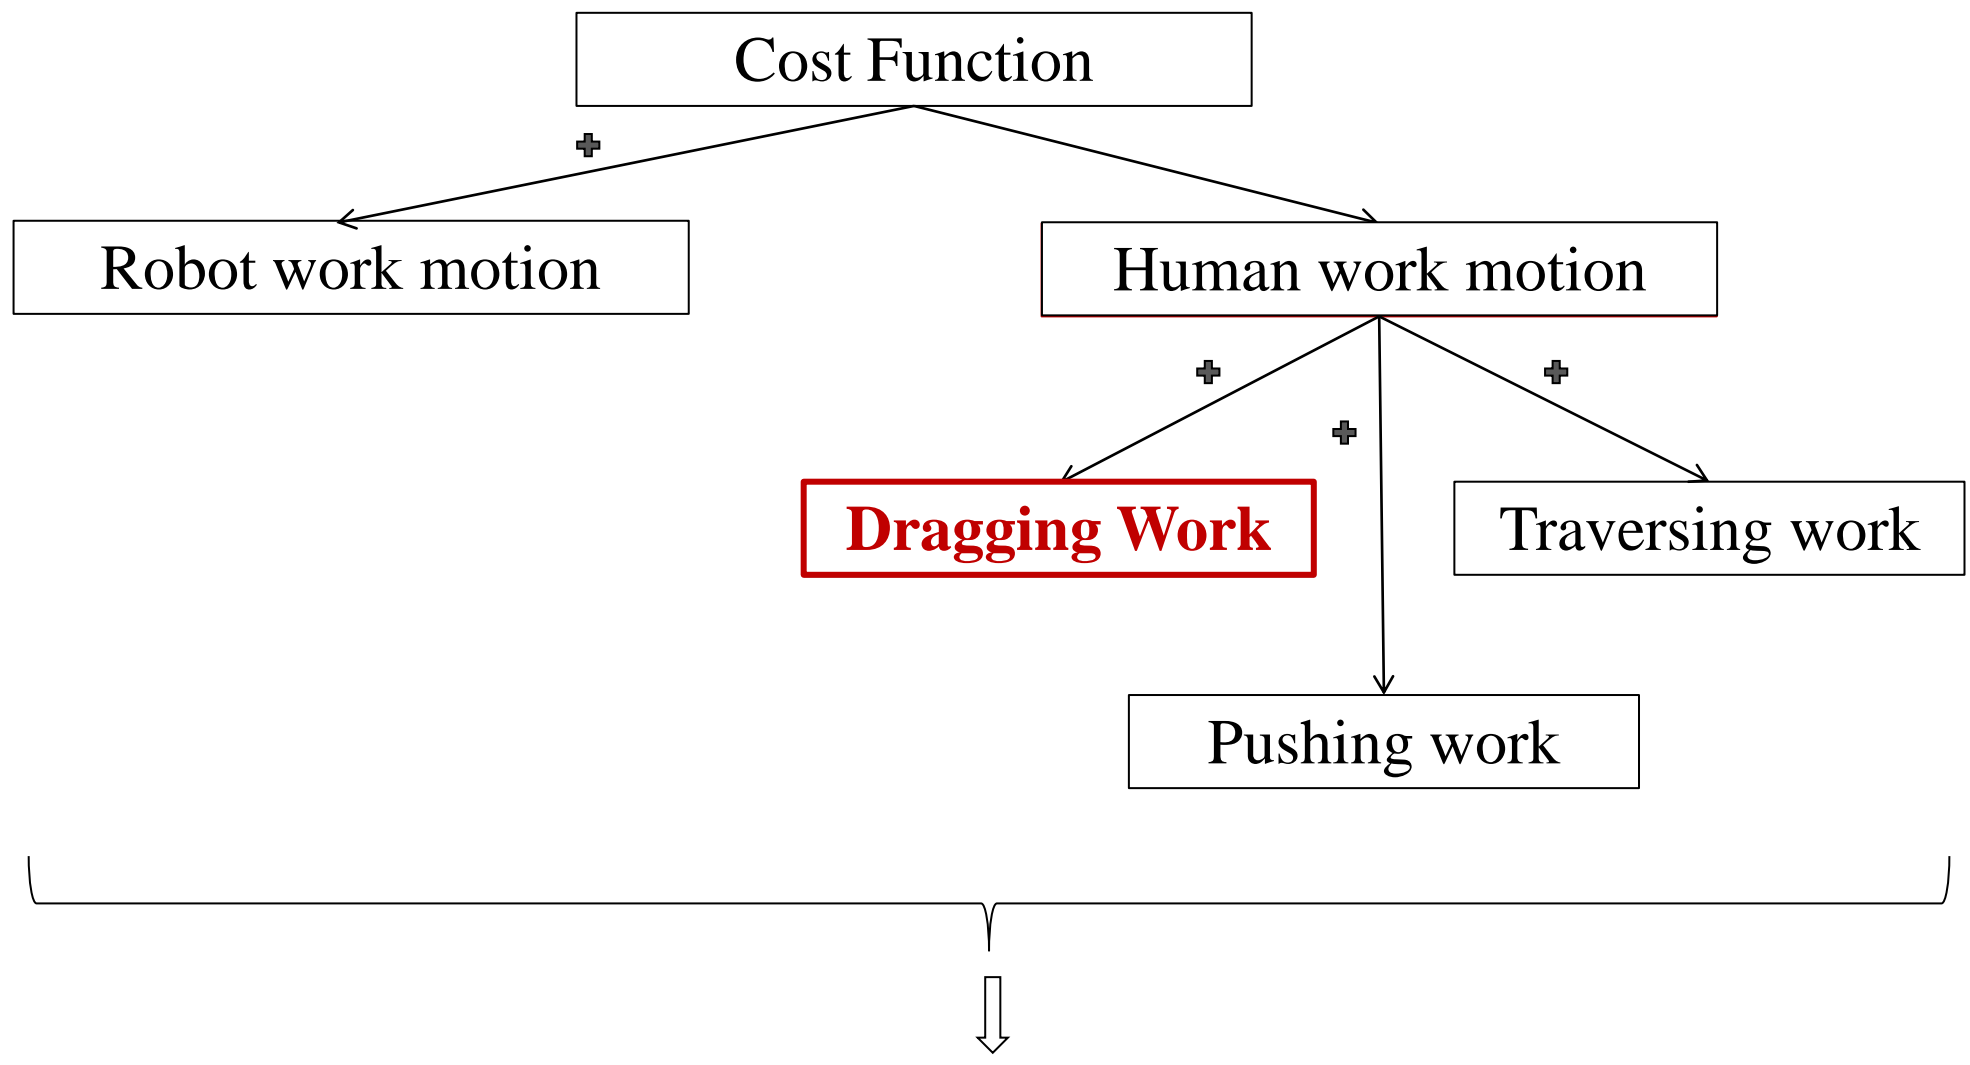 Cost Function
Robot work motion
Human work motion
Dragging Work
Traversing work
Pushing work